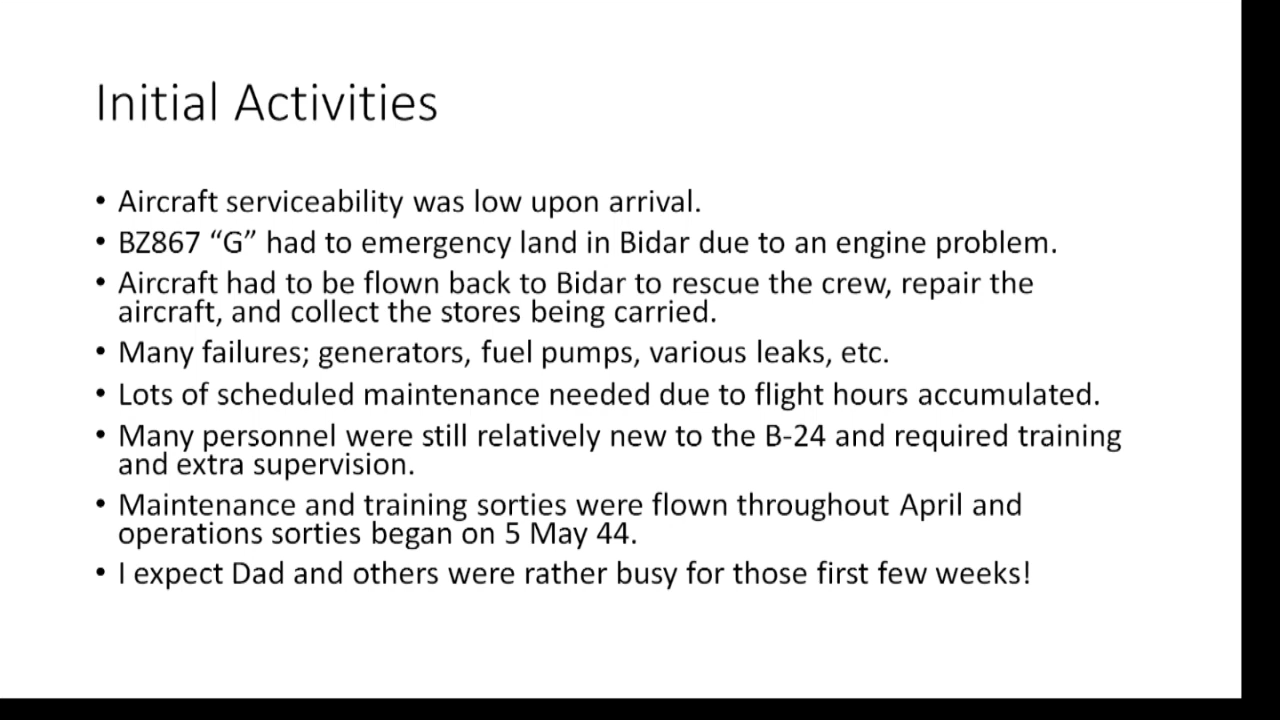 Initial Activities
• Aircraft serviceability was low upon arrival.
• BZ867 “G” had to emergency land in Bidar due to an engine problem.
• Aircraft had to be flown back to Bidar to rescue the crew, repair the
aircraft, and collect the stores being carried.
• Many failures; generators, fuel pumps, various leaks, etc.
• Lots of scheduled maintenance needed due to flight hours accumulated.
• Many personnel were still relatively new to the B-24 and required training
and extra supervision.
• Maintenance and training sorties were flown throughout April and
operations sorties began on 5 May 44.
• I expect Dad and others were rather busy for those first few weeks!